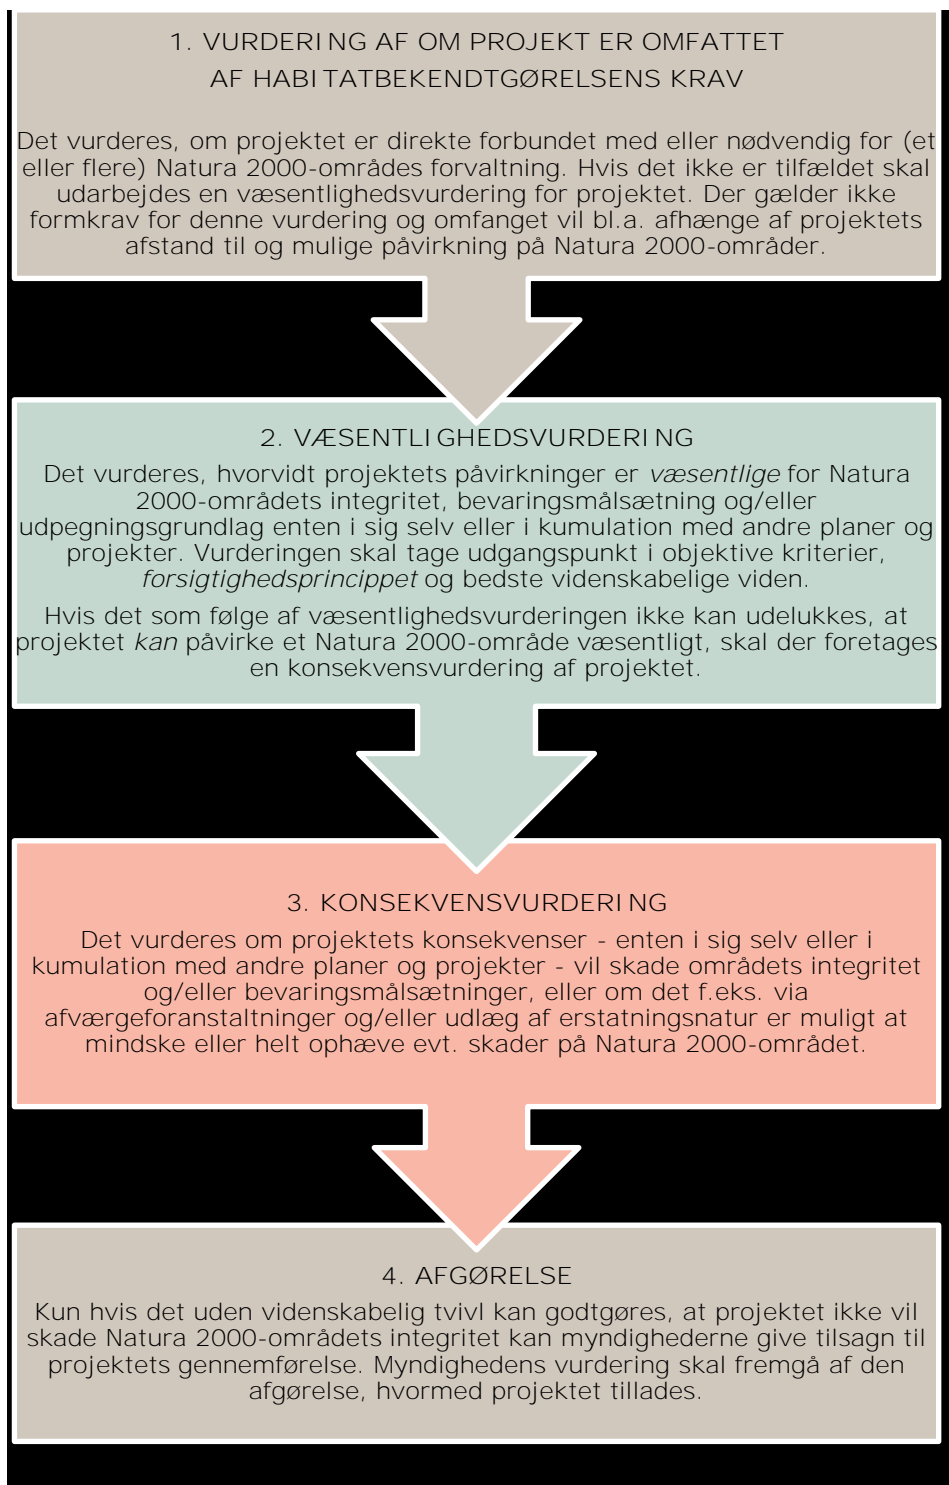 1. VURDERING AF OM PROJEKT ER OMFATTET
AF HABITATBEKENDTGØRELSENS KRAV
Det vurderes, om projektet er direkte forbundet med eller nødvendig for (et
eller flere) Natura 2000-områdes forvaltning. Hvis det ikke er tilfældet skal
udarbejdes en væsentlighedsvurdering for projektet. Der gælder ikke
formkrav for denne vurdering og omfanget vil bl.a. afhænge af projektets
afstand til og mulige påvirkning på Natura 2000-områder.
2. VÆSENTLIGHEDSVURDERING
Det vurderes, hvorvidt projektets påvirkninger er væsentlige for Natura
2000-områdets integritet, bevaringsmålsætning og/eller
udpegningsgrundlag enten i sig selv eller i kumulation med andre planer og
projekter. Vurderingen skal tage udgangspunkt i objektive kriterier,
forsigtighedsprincippet og bedste videnskabelige viden.
Hvis det som følge af væsentlighedsvurderingen ikke kan udelukkes, at
projektet kan påvirke et Natura 2000-område væsentligt, skal der foretages
en konsekvensvurdering af projektet.
3. KONSEKVENSVURDERING
Det vurderes om projektets konsekvenser - enten i sig selv eller i
kumulation med andre planer og projekter - vil skade områdets integritet
og/eller bevaringsmålsætninger, eller om det f.eks. via
afværgeforanstaltninger og/eller udlæg af erstatningsnatur er muligt at
mindske eller helt ophæve evt. skader på Natura 2000-området.
4. AFGØRELSE
Kun hvis det uden videnskabelig tvivl kan godtgøres, at projektet ikke vil
skade Natura 2000-områdets integritet kan myndighederne give tilsagn til
projektets gennemførelse. Myndighedens vurdering skal fremgå af den
afgørelse, hvormed projektet tillades.